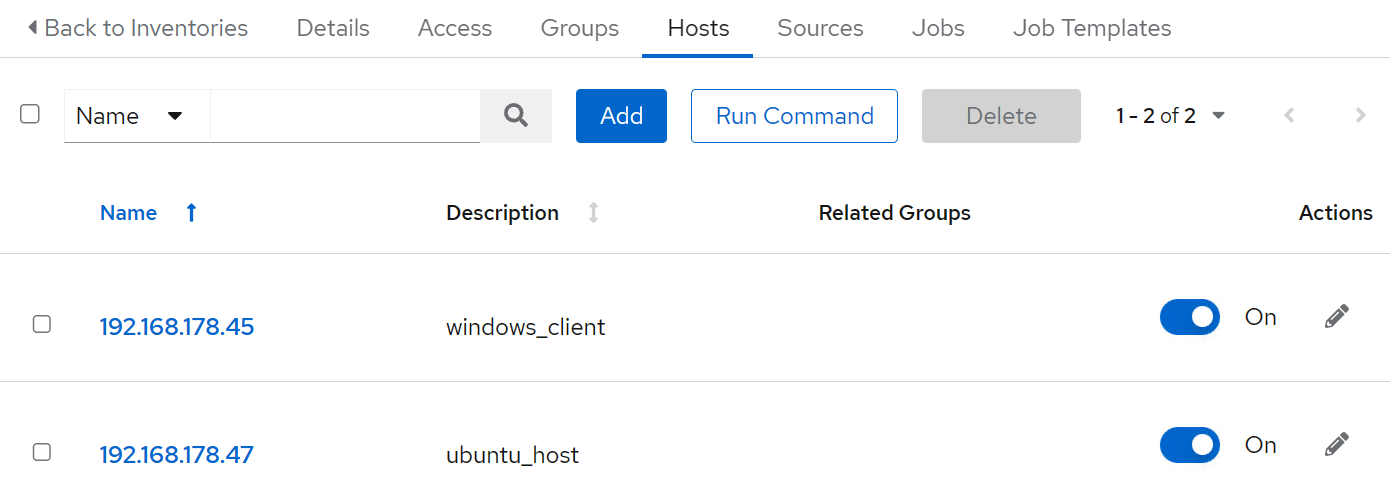 Back to Inventories Details Access Groups Hosts Sources Jobs Job Templates
Name Add Run Command Delete 1 - 2 of 2
Name Description Related Groups Actions
192.168.178.45 windows_client On
192.168.178.47 ubuntu_host On